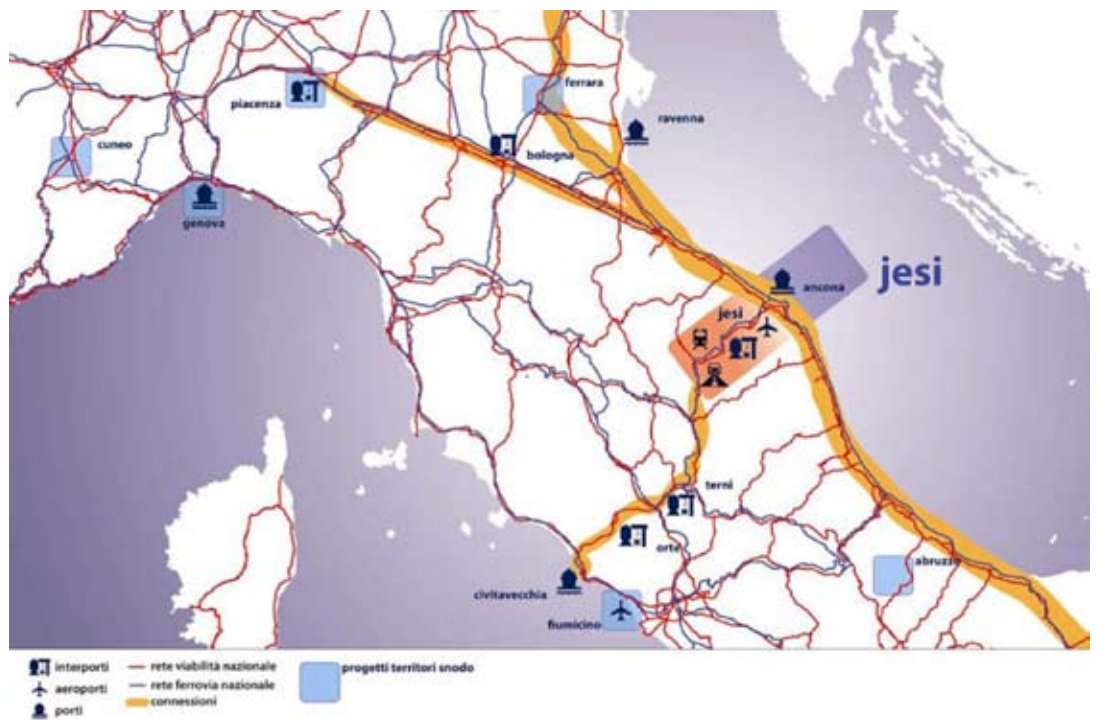 ferrara
piacenza
ravenna
cuneo
bologna
genova
jesi
ancona
jesi
terni
orte
abruzzo
civitavecchia
fiumicino
interporti
rete viabilità nazionale
progetti territori snodo
aeroporti
rete ferrovia nazionale
connessioni
porti